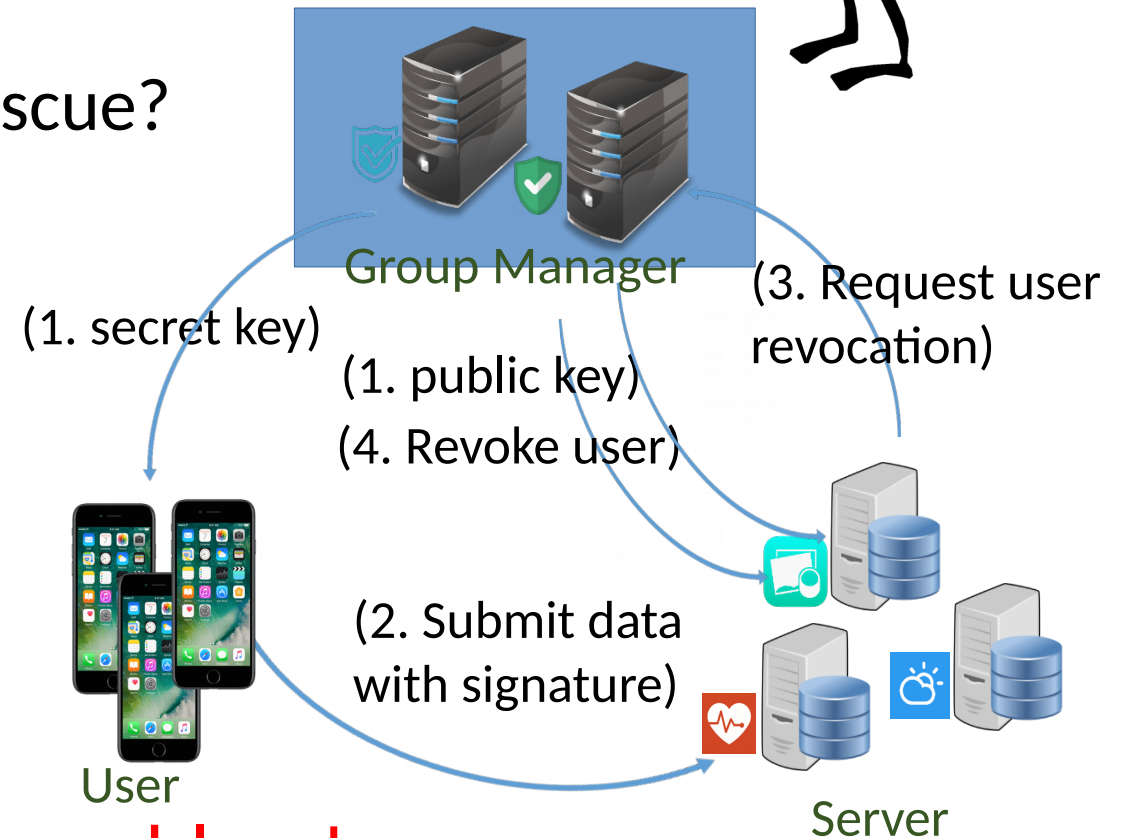 scue?
Group Manager
(3. Request user
revocation)
(1. secret key)
(1. public key)
(4. Revoke user)
(2. Submit data
with signature)
User
Server